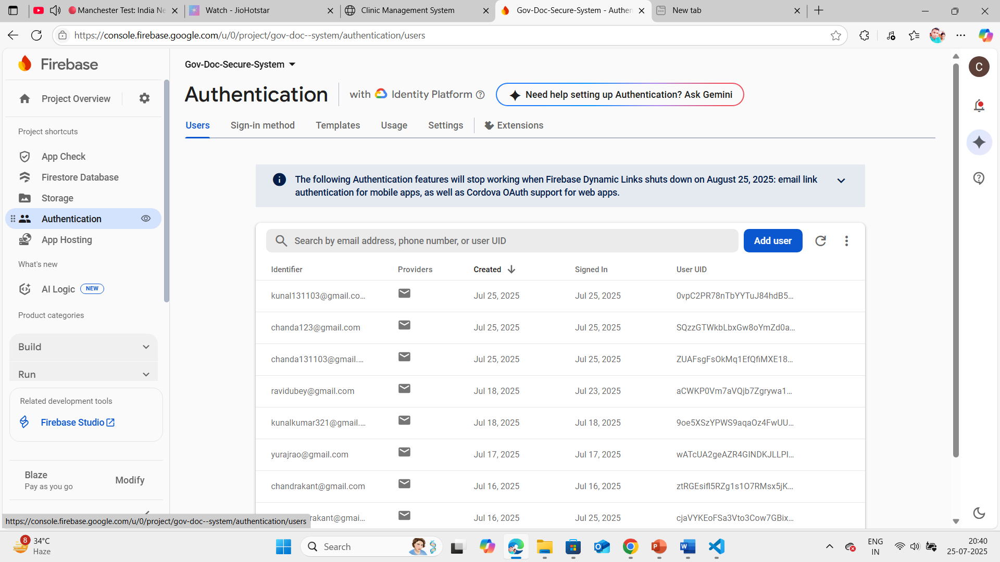 Manchester Test: India Ne
Watch - JioHotstar
Clinic Management System
Gov-Doc-Secure-System - Authen
New tab
https://console.firebase.google.com/u/0/project/gov-doc--system/authentication/users
Firebase
Project Overview
Project shortcuts
App Check
Firestore Database
Storage
Authentication
App Hosting
What's new
AI Logic NEW
Product categories
Build
Run
Related development tools
Firebase Studio
Blaze
Pay as you go
Modify
https://console.firebase.google.com/u/0/project/gov-doc--system/authentication/users
Gov-Doc-Secure-System
Authentication
with Identity Platform
Need help setting up Authentication? Ask Gemini
Users Sign-in method Templates Usage Settings Extensions
The following Authentication features will stop working when Firebase Dynamic Links shuts down on August 25, 2025: email link
authentication for mobile apps, as well as Cordova OAuth support for web apps.
Search by email address, phone number, or user UID
Add user
Identifier Providers Created Signed In User UID
kunal131103@gmail.co... Jul 25, 2025 Jul 25, 2025 0vpC2PR78nTbYYTuJ84hdB5...
chanda123@gmail.com Jul 25, 2025 Jul 25, 2025 SQzzGTWkbLbxGw8oYmZd0a...
chanda131103@gmail.... Jul 25, 2025 Jul 25, 2025 ZUAFsgFsOkMq1EfQfiMXE18...
ravidubey@gmail.com Jul 18, 2025 Jul 23, 2025 aCWKP0Vm7aVQjb7Zgrywa1...
kunalkumar321@gmail.... Jul 18, 2025 Jul 18, 2025 9oe5XSzYPWS9aqaOz4FwUU...
yurajrao@gmail.com Jul 17, 2025 Jul 17, 2025 wATcUA2geAZR4GINDKJLLPI...
chandrakant@gmail.com Jul 16, 2025 Jul 16, 2025 ztRGEsifl5RZg1s1O7RMsx5jK...
rakant@gmai... Jul 16, 2025 Jul 25, 2025 cjaVYKEoFSa3Vto3Cow7GBix...
C
8
34°C
Haze
Search
ENG
IN
20:40
25-07-2025